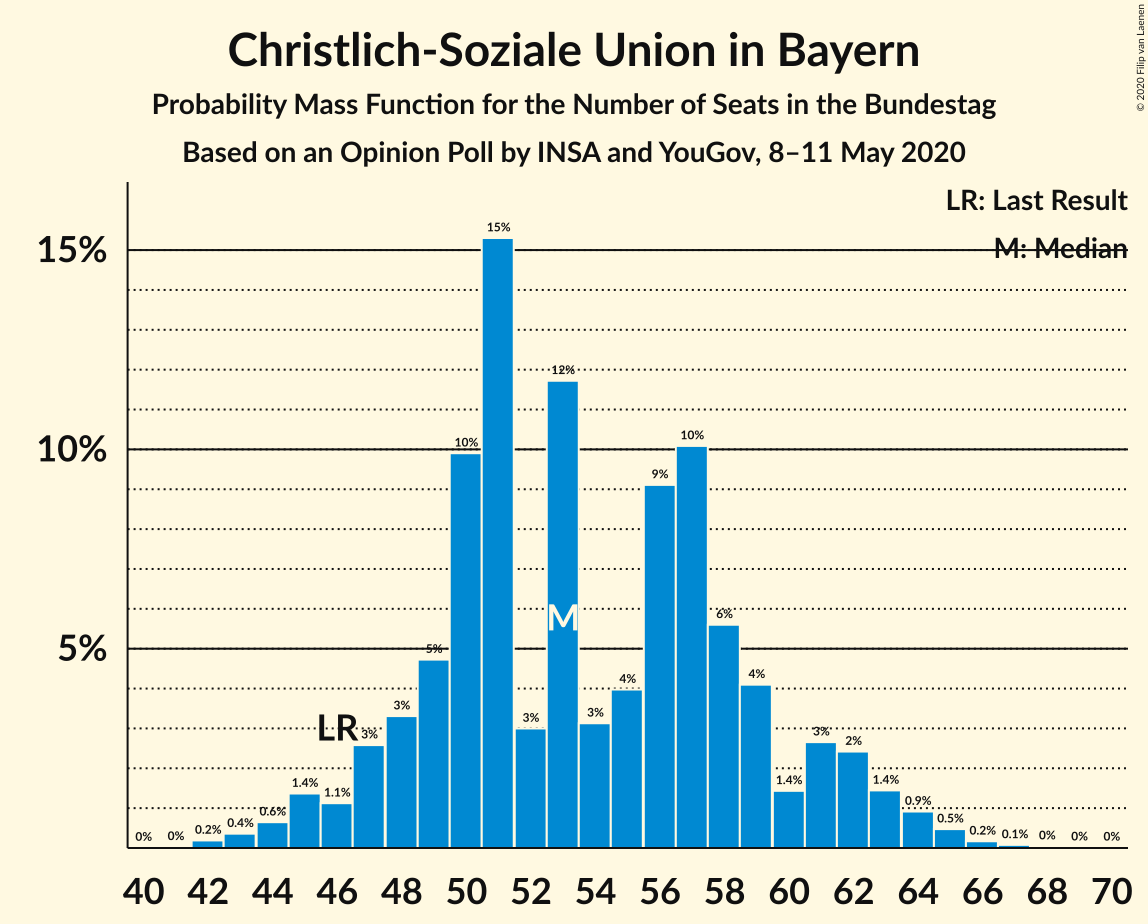 Christlich-Soziale Union in Bayern
Probability Mass Function for the Number of Seats in the Bundestag
Based on an Opinion Poll by INSA and YouGov, 8–11 May 2020
© 2020 Filip van Laenen
LR: Last Result
M: Median
15%
10%
5%
0% 0% 0.2% 0.4% 0.6% 1.4% 1.1% 3% 3% 5% 10% 15% 3% 12% 3% 4% 9% 10% 6% 4% 1.4% 3% 2% 1.4% 0.9% 0.5% 0.2% 0.1% 0% 0% 0%
LR
M
40 42 44 46 48 50 52 54 56 58 60 62 64 66 68 70